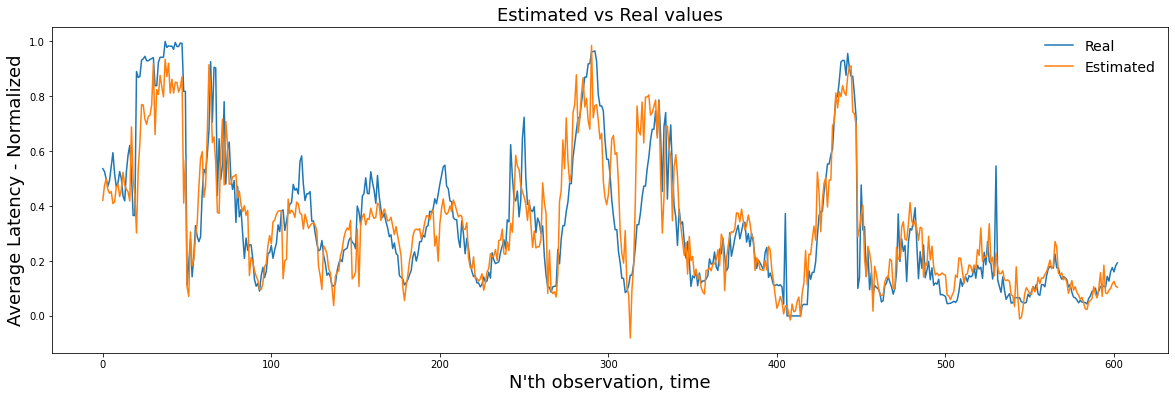 Estimated vs Real values
Average Latency - Normalized
1.0
0.8
0.6
0.4
0.2
0.0
Real
Estimated
0 100 200 300 400 500 600
N'th observation, time